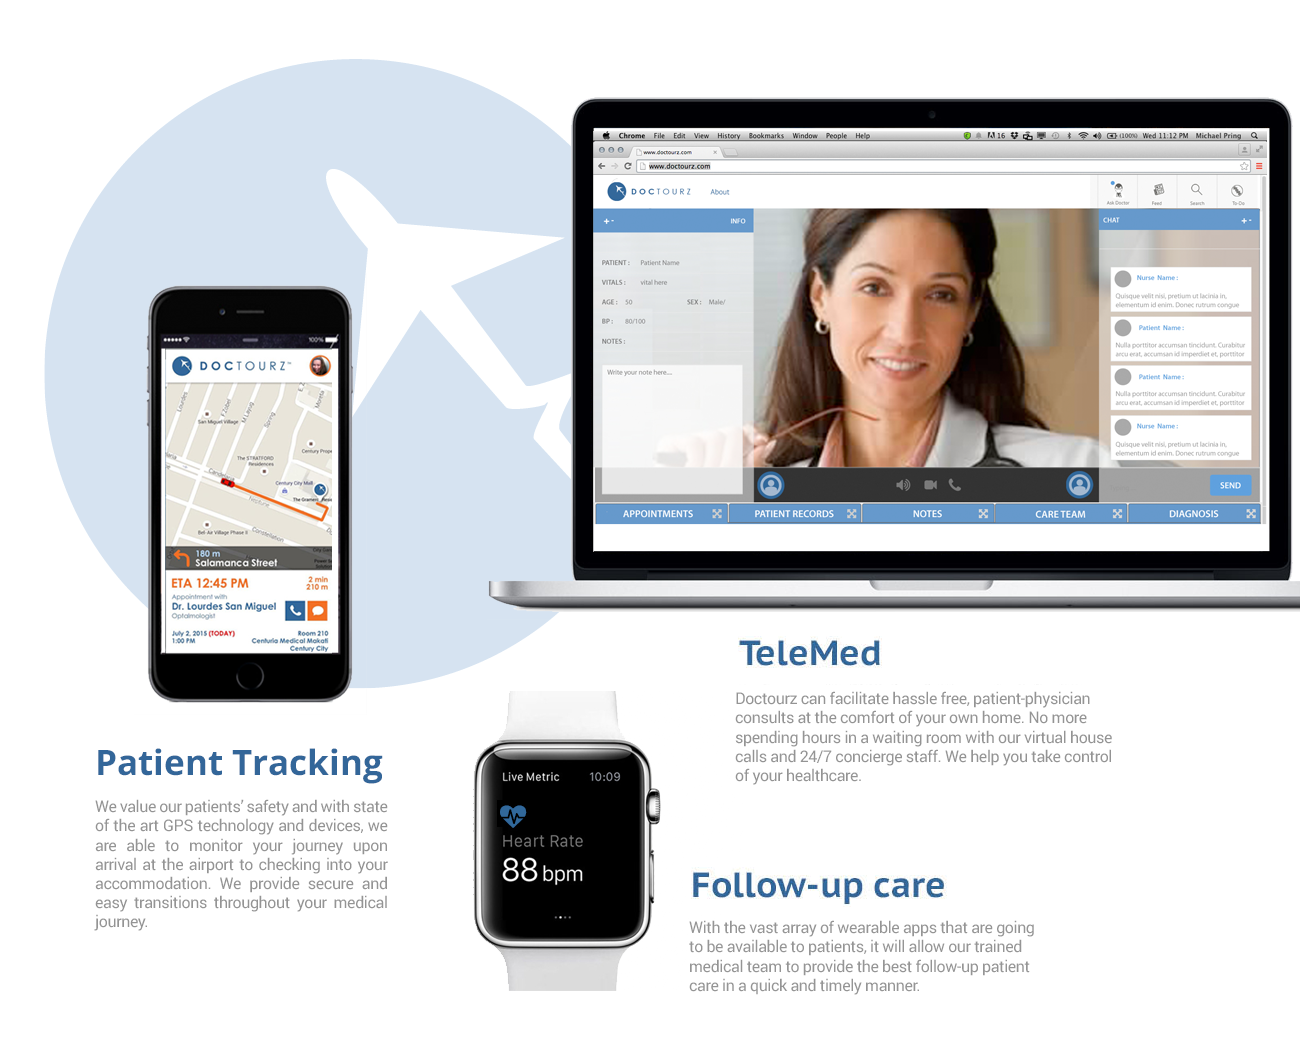 Chrome File Edit View History Bookmarks Window People Help
16 (100%) Wed 11:12 PM Michael Pring
www.doctourz.com
www.doctourz.com
DOCTOURZ About
Ask Doctor Feed Search To Do
+ - INFO
CHAT + -
PATIENT : Patient Name
VITALS : vital here
AGE : 50 SEX : Male/
BP : 80/100
NOTES :
Write your note here...
Nurse Name :
Quisque velit nisi, pretium ut lacinia in,
elementum id enim. Donec rutrum congue
Patient Name :
Nulla porttitor accumsan tincidunt. Curabitur
arcu erat, accumsan id imperdiet et, porttitor
Patient Name :
Nulla porttitor accumsan tincidunt. Curabitur
arcu erat, accumsan id imperdiet et, porttitor
Nurse Name :
Quisque velit nisi, pretium ut lacinia in,
elementum id enim. Donec rutrum congue
SEND
APPOINTMENTS PATIENT RECORDS NOTES CARE TEAM DIAGNOSIS
100%
DOCTOURZ™
Lourdes
E Zobel
Spring
San Miguel Village
Century Prope
The STRATFORD
Residences
Century City Mall
The Gramerc
Neptune
Bel-Air Village Phase II
Constellation
180 m
Salamanca Street
ETA 12:45 PM
2 min
210 m
Appointment with
Dr. Lourdes San Miguel
Optalmologist
July 2, 2015 (TODAY)
1:00 PM
Room 210
Centuria Medical Makati
Century City
TeleMed
Doctourz can facilitate hassle free, patient-physician
consults at the comfort of your own home. No more
spending hours in a waiting room with our virtual house
calls and 24/7 concierge staff. We help you take control
of your healthcare.
Patient Tracking
We value our patients' safety and with state
of the art GPS technology and devices, we
are able to monitor your journey upon
arrival at the airport to checking into your
accommodation. We provide secure and
easy transitions throughout your medical
journey.
Live Metric 10:09
Heart Rate
88 bpm
Follow-up care
With the vast array of wearable apps that are going
to be available to patients, it will allow our trained
medical team to provide the best follow-up patient
care in a quick and timely manner.